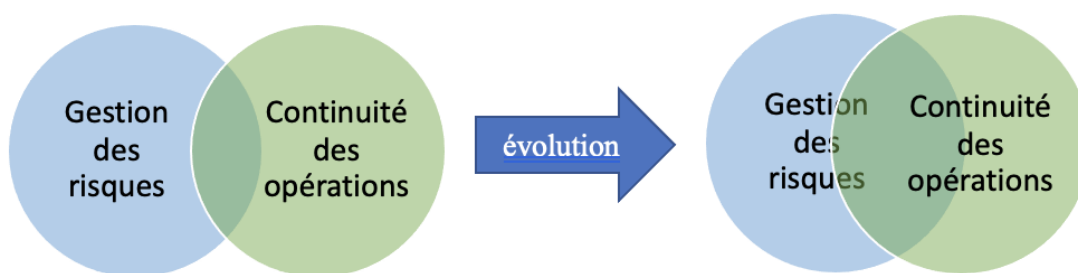 Gestion
des
risques
Continuité
des
opérations
évolution
Gestion
des
risques
Continuité
des
opérations